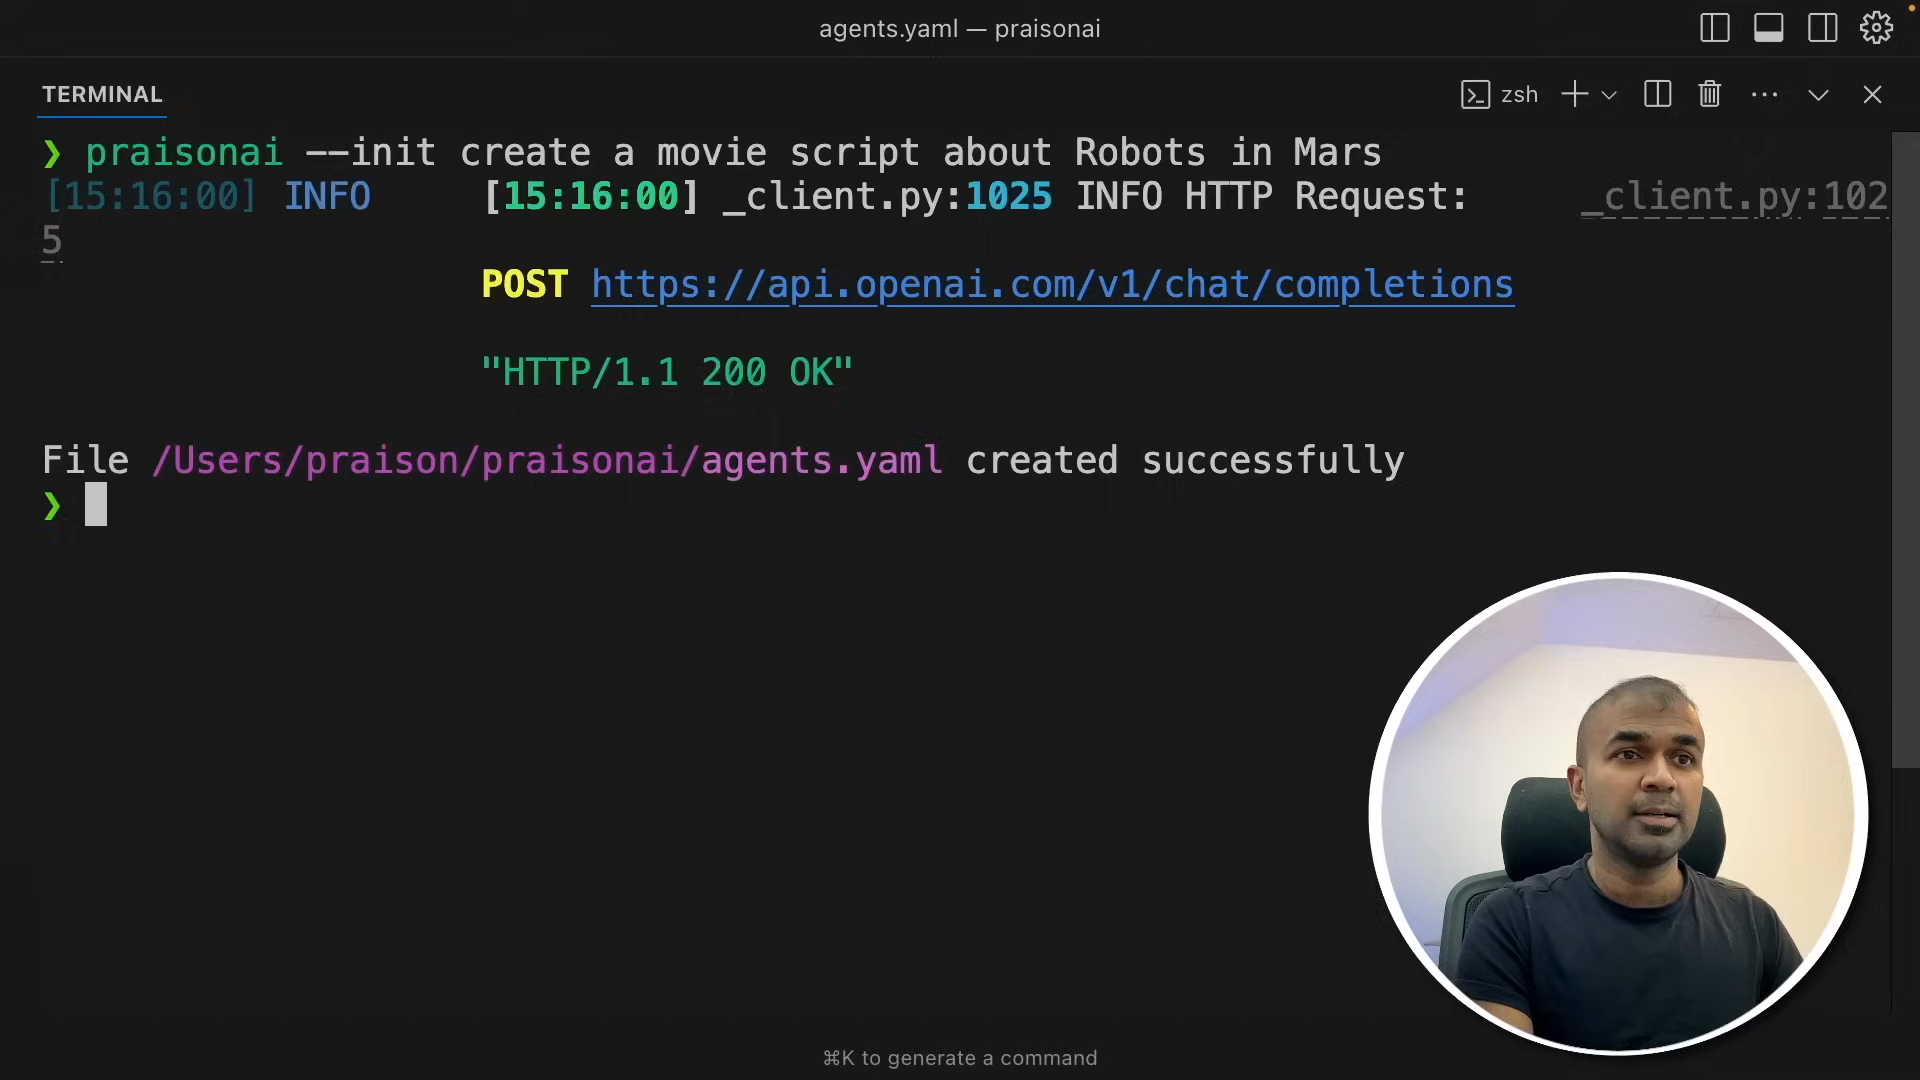 agents.yaml — praisonai
TERMINAL
zsh
❯ praisonai --init create a movie script about Robots in Mars
[15:16:00] INFO [15:16:00] _client.py:1025 INFO HTTP Request: _client.py:102
5
POST https://api.openai.com/v1/chat/completions
"HTTP/1.1 200 OK"
File /Users/praison/praisonai/agents.yaml created successfully
❯
⌘K to generate a command